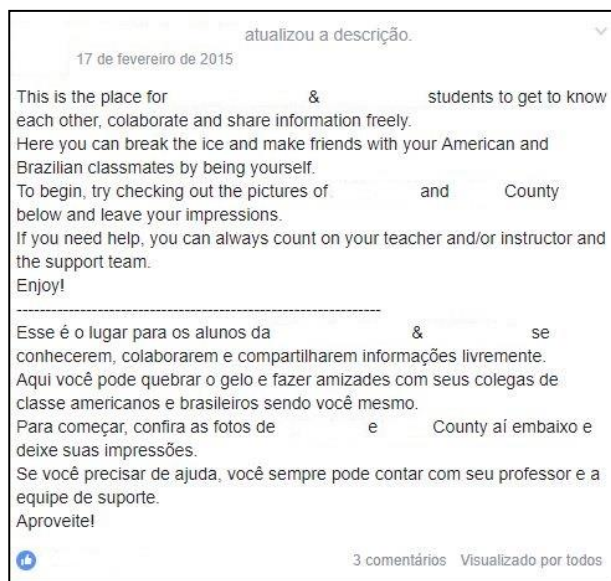 atualizou a descrição.
17 de fevereiro de 2015
This is the place for & students to get to know
each other, colaborate and share information freely.
Here you can break the ice and make friends with your American and
Brazilian classmates by being yourself.
To begin, try checking out the pictures of and County
below and leave your impressions.
If you need help, you can always count on your teacher and/or instructor and
the support team.
Enjoy!
----------------------------------------------------------------
Esse é o lugar para os alunos da & se
conhecerem, colaborarem e compartilharem informações livremente.
Aqui você pode quebrar o gelo e fazer amizades com seus colegas de
classe americanos e brasileiros sendo você mesmo.
Para começar, confira as fotos de e County aí embaixo e
deixe suas impressões.
Se você precisar de ajuda, você sempre pode contar com seu professor e a
equipe de suporte.
Aproveite!
3 comentários Visualizado por todos